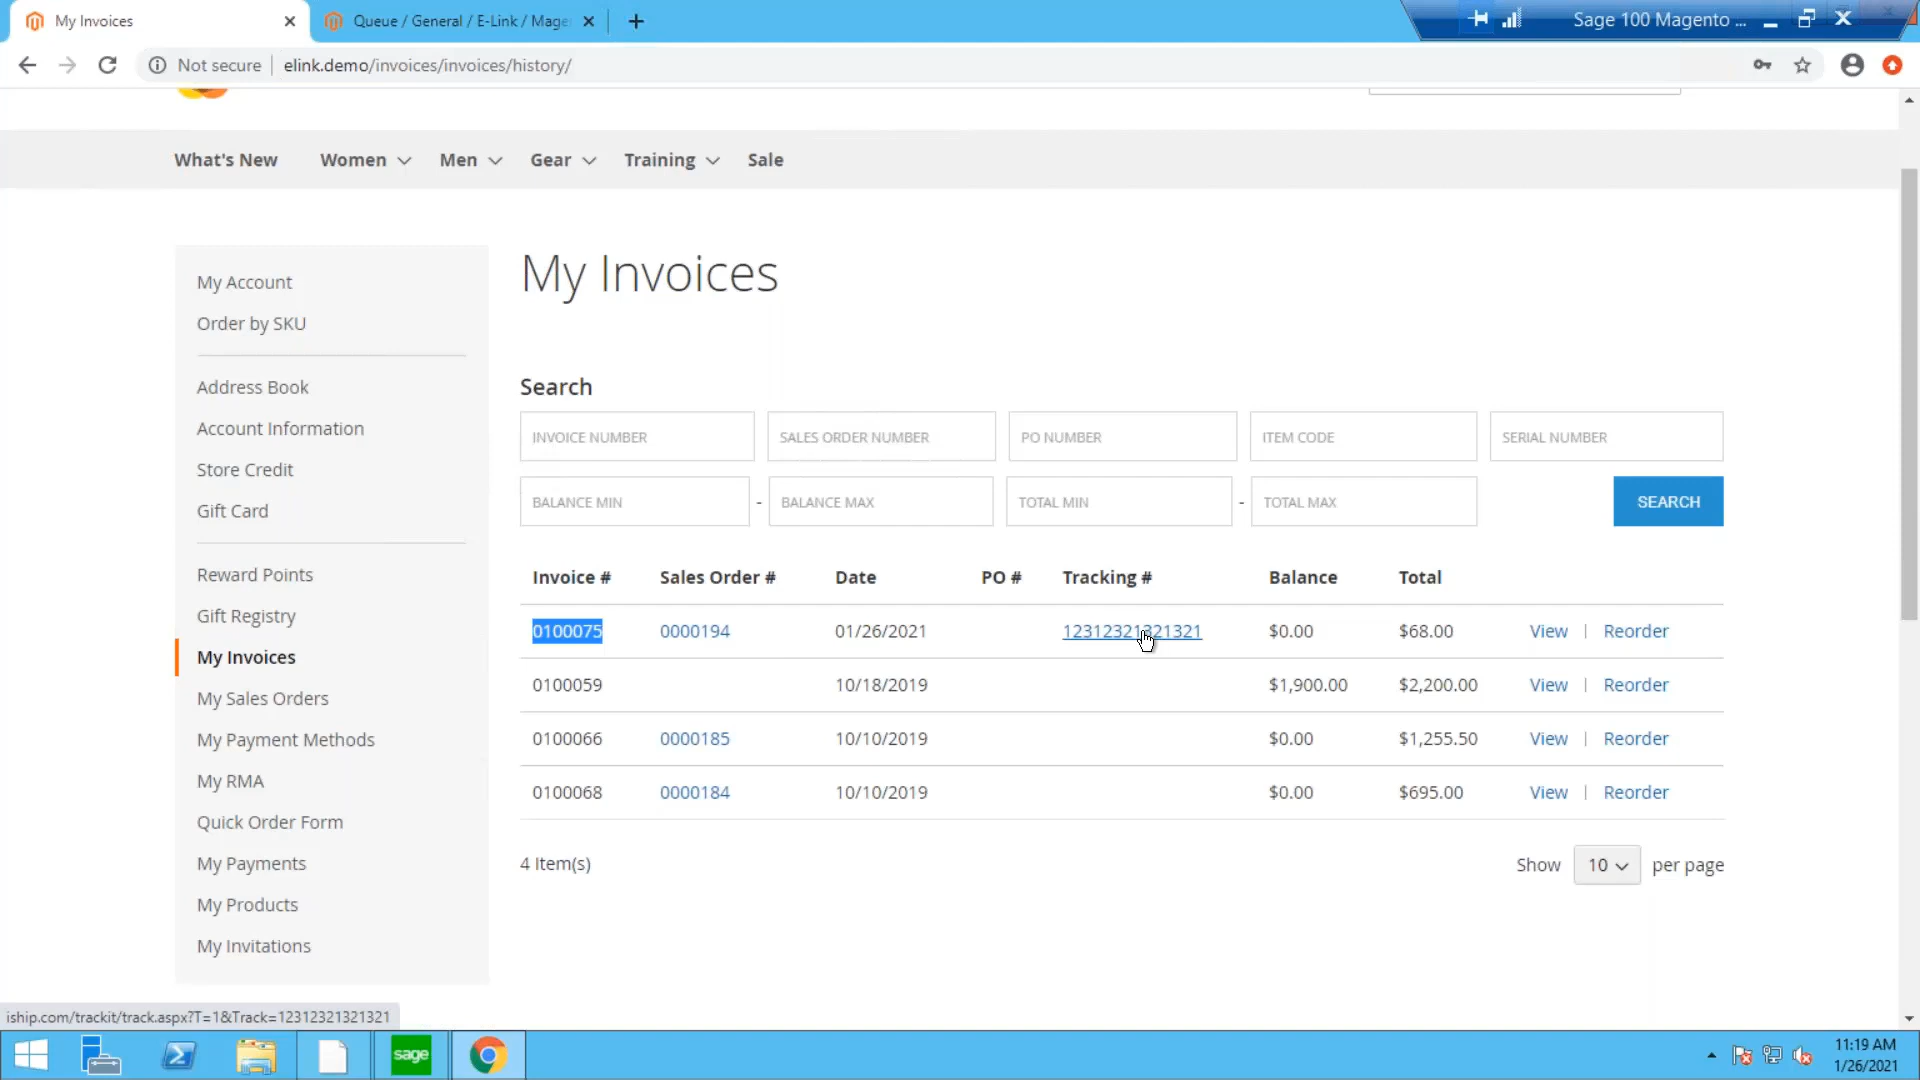 My Invoices
Queue / General / E-Link / Mage
Sage 100 Magento ...
Not secure
elink.demo/invoices/invoices/history/
What's New Women Men Gear Training Sale
My Account
Order by SKU
Address Book
Account Information
Store Credit
Gift Card
Reward Points
Gift Registry
My Invoices
My Sales Orders
My Payment Methods
My RMA
Quick Order Form
My Payments
My Products
My Invitations
My Invoices
Search
INVOICE NUMBER SALES ORDER NUMBER PO NUMBER ITEM CODE SERIAL NUMBER
BALANCE MIN - BALANCE MAX TOTAL MIN - TOTAL MAX SEARCH
Invoice # Sales Order # Date PO # Tracking # Balance Total
0100075 0000194 01/26/2021 12312321321321 $0.00 $68.00 View | Reorder
0100059 10/18/2019 $1,900.00 $2,200.00 View | Reorder
0100066 0000185 10/10/2019 $0.00 $1,255.50 View | Reorder
0100068 0000184 10/10/2019 $0.00 $695.00 View | Reorder
4 Item(s)
Show 10 per page
iship.com/trackit/track.aspx?T=1&Track=12312321321321
sage
11:19 AM
1/26/2021